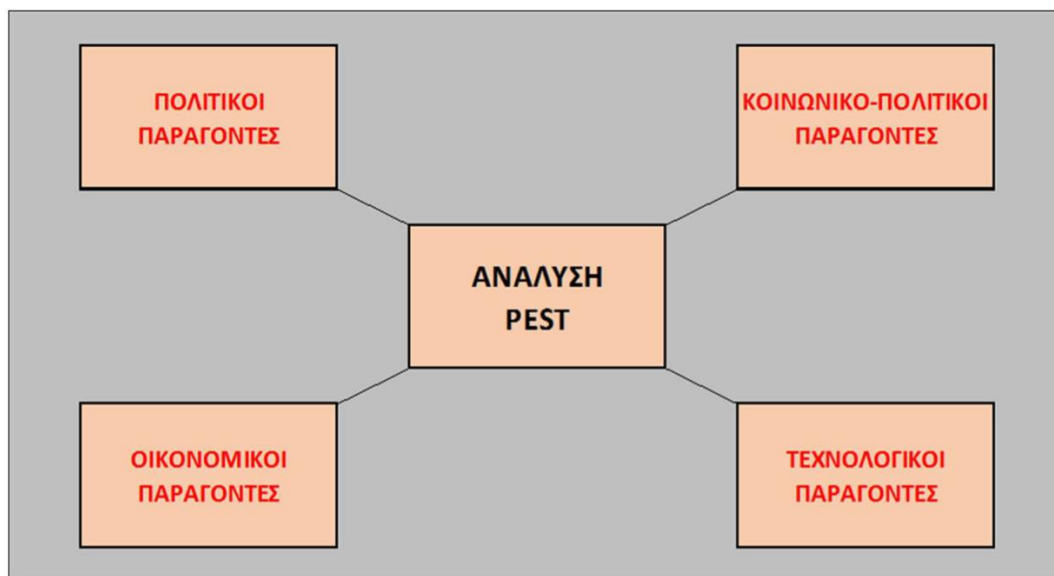 ΠΟΛΙΤΙΚΟΙ
ΠΑΡΑΓΟΝΤΕΣ
ΚΟΙΝΩΝΙΚΟ-ΠΟΛΙΤΙΚΟΙ
ΠΑΡΑΓΟΝΤΕΣ
ΑΝΑΛΥΣΗ
PEST
ΟΙΚΟΝΟΜΙΚΟΙ
ΠΑΡΑΓΟΝΤΕΣ
ΤΕΧΝΟΛΟΓΙΚΟΙ
ΠΑΡΑΓΟΝΤΕΣ